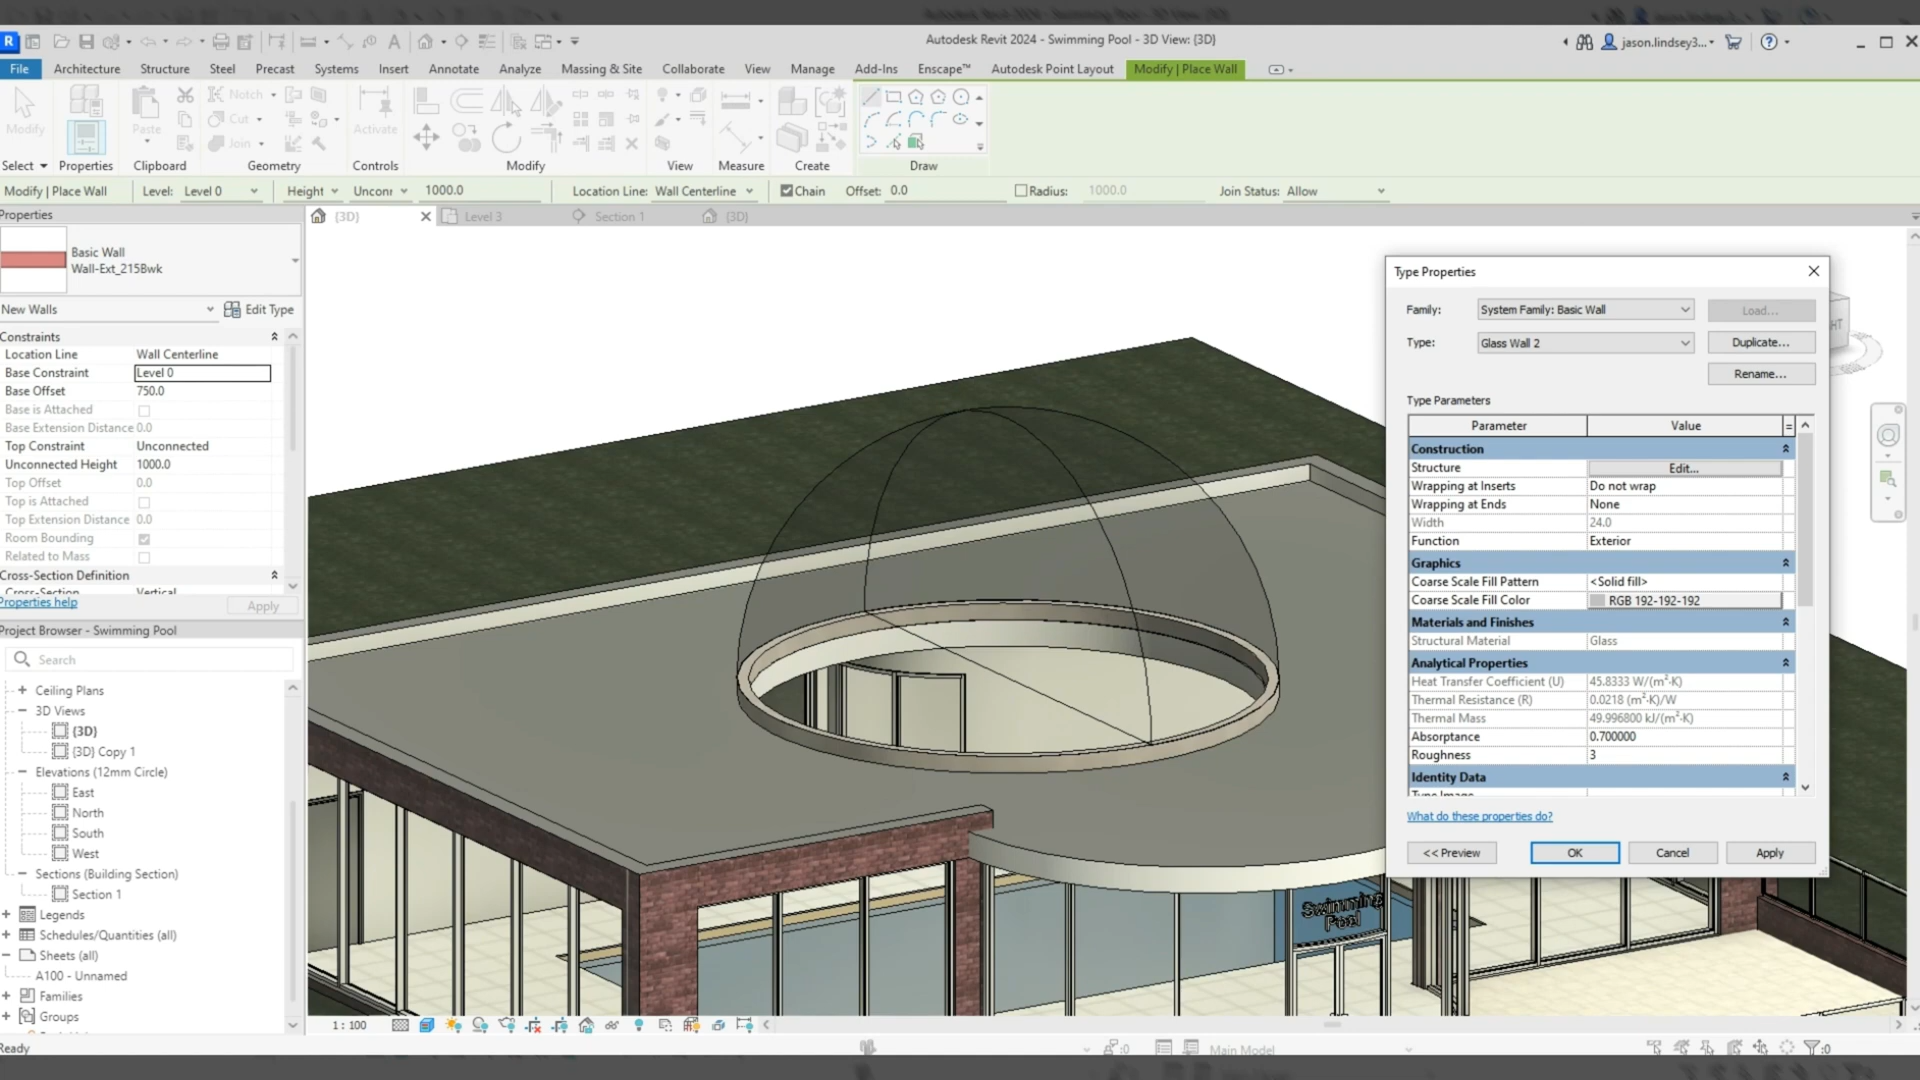 Autodesk Revit 2024 - Swimming Pool - 3D View: {3D}
jason.lindsey3...
File Architecture Structure Steel Precast Systems Insert Annotate Analyze Massing & Site Collaborate View Manage Add-Ins Enscape™ Autodesk Point Layout Modify | Place Wall
Notch
Cut
Join
Modify Paste Activate
Select Properties Clipboard Geometry Controls Modify View Measure Create Draw
Modify | Place Wall Level: Level 0 Height Unconr 1000.0 Location Line: Wall Centerline Chain Offset: 0.0 Radius: 1000.0 Join Status: Allow
Properties
{3D} Level 3 Section 1 {3D}
Basic Wall
Wall-Ext_215Bwk
New Walls Edit Type
Constraints
Location Line Wall Centerline
Base Constraint Level 0
Base Offset 750.0
Base is Attached
Base Extension Distance 0.0
Top Constraint Unconnected
Unconnected Height 1000.0
Top Offset 0.0
Top is Attached
Top Extension Distance 0.0
Room Bounding
Related to Mass
Cross-Section Definition
Cross-Section Vertical
Properties help Apply
Project Browser - Swimming Pool
Search
Ceiling Plans
3D Views
{3D}
{3D} Copy 1
Elevations (12mm Circle)
East
North
South
West
Sections (Building Section)
Section 1
Legends
Schedules/Quantities (all)
Sheets (all)
A100 - Unnamed
Families
Groups
Type Properties
Family: System Family: Basic Wall Load...
Type: Glass Wall 2 Duplicate...
Rename...
Type Parameters
Parameter Value =
Construction
Structure Edit...
Wrapping at Inserts Do not wrap
Wrapping at Ends None
Width 24.0
Function Exterior
Graphics
Coarse Scale Fill Pattern <Solid fill>
Coarse Scale Fill Color RGB 192-192-192
Materials and Finishes
Structural Material Glass
Analytical Properties
Heat Transfer Coefficient (U) 45.8333 W/(m²·K)
Thermal Resistance (R) 0.0218 (m²·K)/W
Thermal Mass 49.996800 kJ/(m²·K)
Absorptance 0.700000
Roughness 3
Identity Data
Type Image
What do these properties do?
<< Preview OK Cancel Apply
Swimming
Pool
1 : 100
Ready :0 Main Model :0